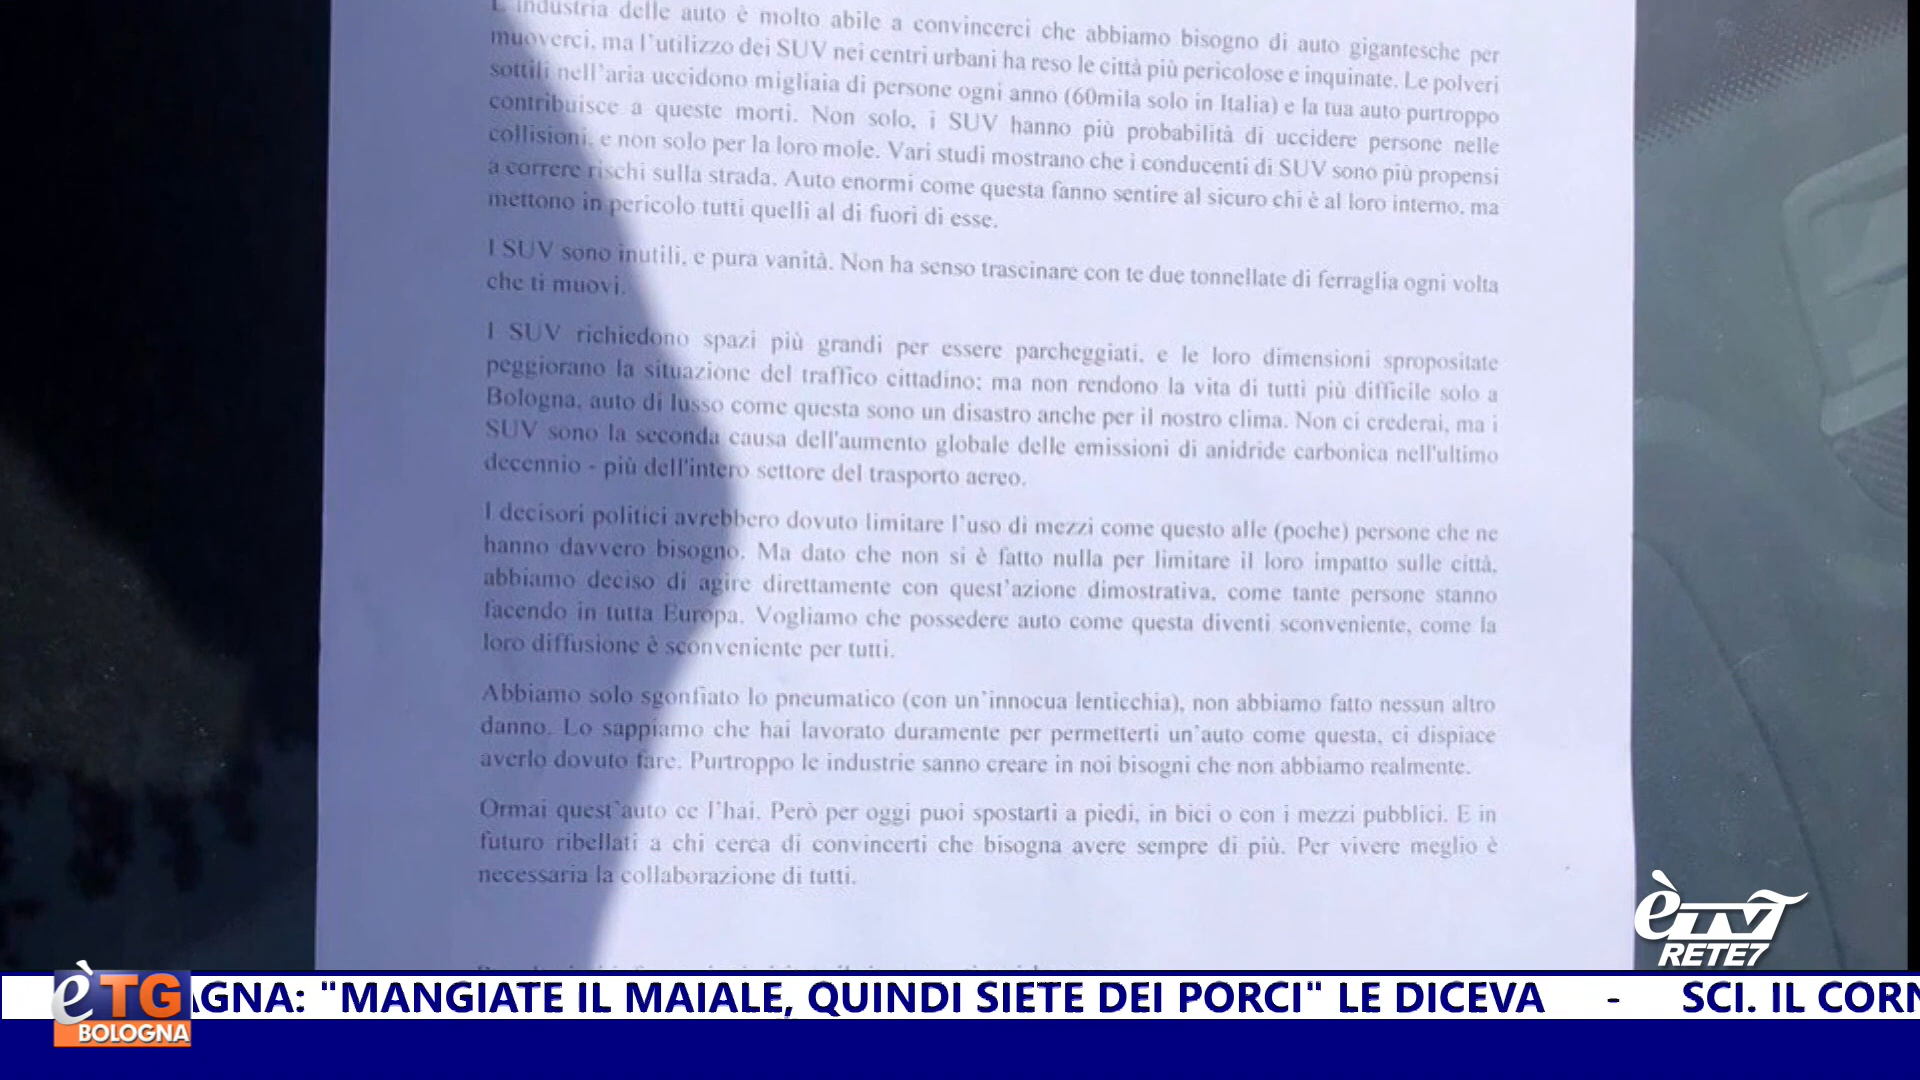 L'industria delle auto è molto abile a convincerci che abbiamo bisogno di auto gigantesche per
muoverci, ma l'utilizzo dei SUV nei centri urbani ha reso le città più pericolose e inquinate. Le polveri
sottili nell'aria uccidono migliaia di persone ogni anno (60mila solo in Italia) e la tua auto purtroppo
contribuisce a queste morti. Non solo, i SUV hanno più probabilità di uccidere persone nelle
collisioni, e non solo per la loro mole. Vari studi mostrano che i conducenti di SUV sono più propensi
a correre rischi sulla strada. Auto enormi come questa fanno sentire al sicuro chi è al loro interno, ma
mettono in pericolo tutti quelli al di fuori di esse.
I SUV sono inutili, e pura vanità. Non ha senso trascinare con te due tonnellate di ferraglia ogni volta
che ti muovi.
I SUV richiedono spazi più grandi per essere parcheggiati, e le loro dimensioni spropositate
peggiorano la situazione del traffico cittadino; ma non rendono la vita di tutti più difficile solo a
Bologna, auto di lusso come questa sono un disastro anche per il nostro clima. Non ci crederai, ma i
SUV sono la seconda causa dell'aumento globale delle emissioni di anidride carbonica nell'ultimo
decennio - più dell'intero settore del trasporto aereo.
I decisori politici avrebbero dovuto limitare l'uso di mezzi come questo alle (poche) persone che ne
hanno davvero bisogno. Ma dato che non si è fatto nulla per limitare il loro impatto sulle città,
abbiamo deciso di agire direttamente con quest'azione dimostrativa, come tante persone stanno
facendo in tutta Europa. Vogliamo che possedere auto come questa diventi sconveniente, come la
loro diffusione è sconveniente per tutti.
Abbiamo solo sgonfiato lo pneumatico (con un'innocua lenticchia), non abbiamo fatto nessun altro
danno. Lo sappiamo che hai lavorato duramente per permetterti un'auto come questa, ci dispiace
averlo dovuto fare. Purtroppo le industrie sanno creare in noi bisogni che non abbiamo realmente.
Ormai quest'auto ce l'hai. Però per oggi puoi spostarti a piedi, in bici o con i mezzi pubblici. E in
futuro ribellati a chi cerca di convincerti che bisogna avere sempre di più. Per vivere meglio è
necessaria la collaborazione di tutti.
èTV
RETE7
èTG
BOLOGNA
AGNA: "MANGIATE IL MAIALE, QUINDI SIETE DEI PORCI" LE DICEVA - SCI. IL CORN